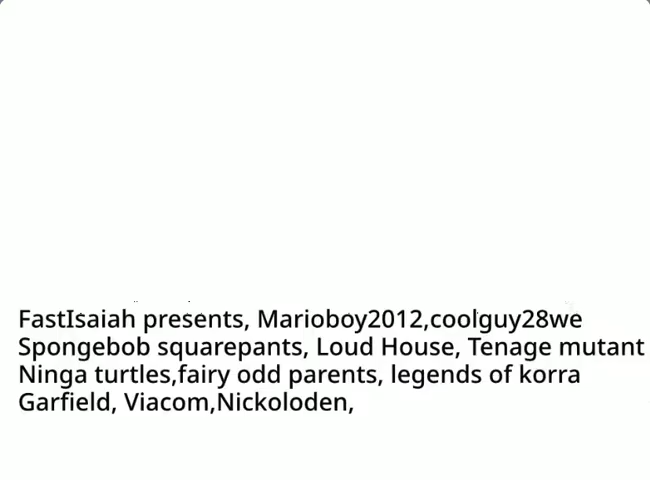 FastIsaiah presents, Marioboy2012,coolguy28we
Spongebob squarepants, Loud House, Tenage mutant
Ninga turtles,fairy odd parents, legends of korra
Garfield, Viacom,Nickoloden,